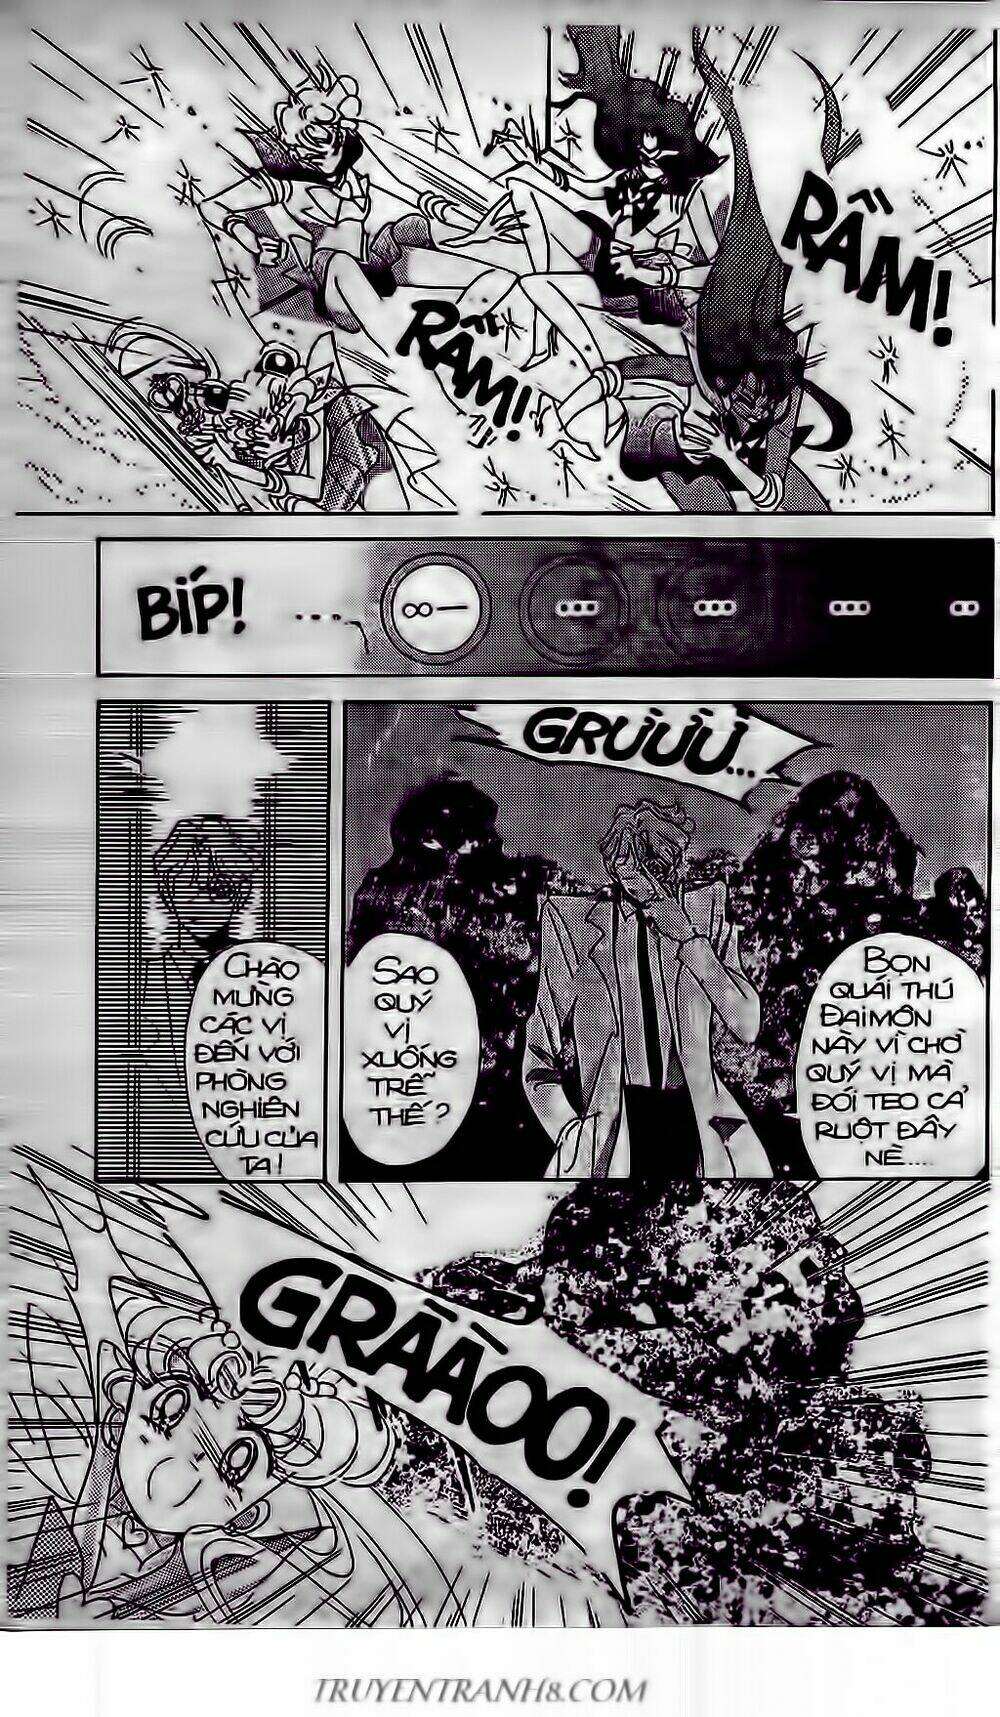 RẦM!
RẦM!
BÍP!
GRƯƯƯ...
CHÀO
MỪNG
CÁC VỊ
ĐẾN VỚI
PHÒNG
NGHIÊN
CỨU CỦA
TA!
SAO
QUÝ
VỊ
XUỐNG
TRỄ
THẾ?
BỌN
QUÁI THÚ
ĐAIMÔN
NÀY VÌ CHỜ
QUÝ VỊ MÀ
ĐÓI TEO CẢ
RUỘT ĐÂY
NÈ....
GRÀÀOO!
TRUYENTRANH8.COM